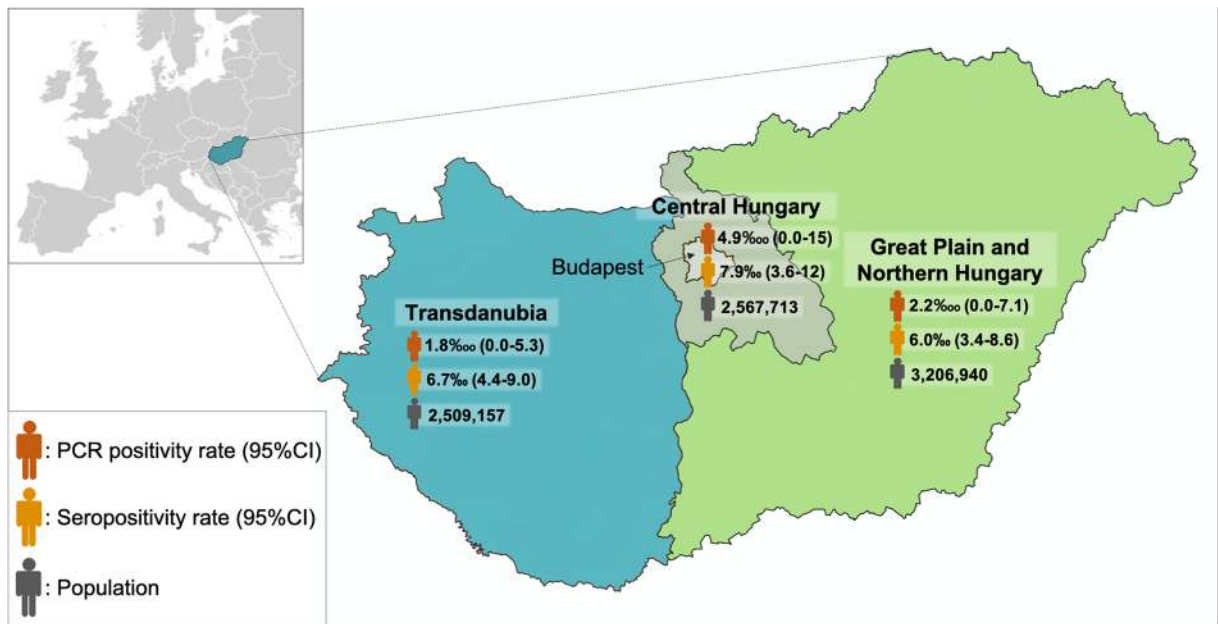 Central Hungary
4.9‱ (0.0-15)
7.9‰ (3.6-12)
2,567,713
Budapest
Great Plain and
Northern Hungary
2.2‱ (0.0-7.1)
6.0‰ (3.4-8.6)
3,206,940
Transdanubia
1.8‱ (0.0-5.3)
6.7‰ (4.4-9.0)
2,509,157
: PCR positivity rate (95%CI)
: Seropositivity rate (95%CI)
: Population